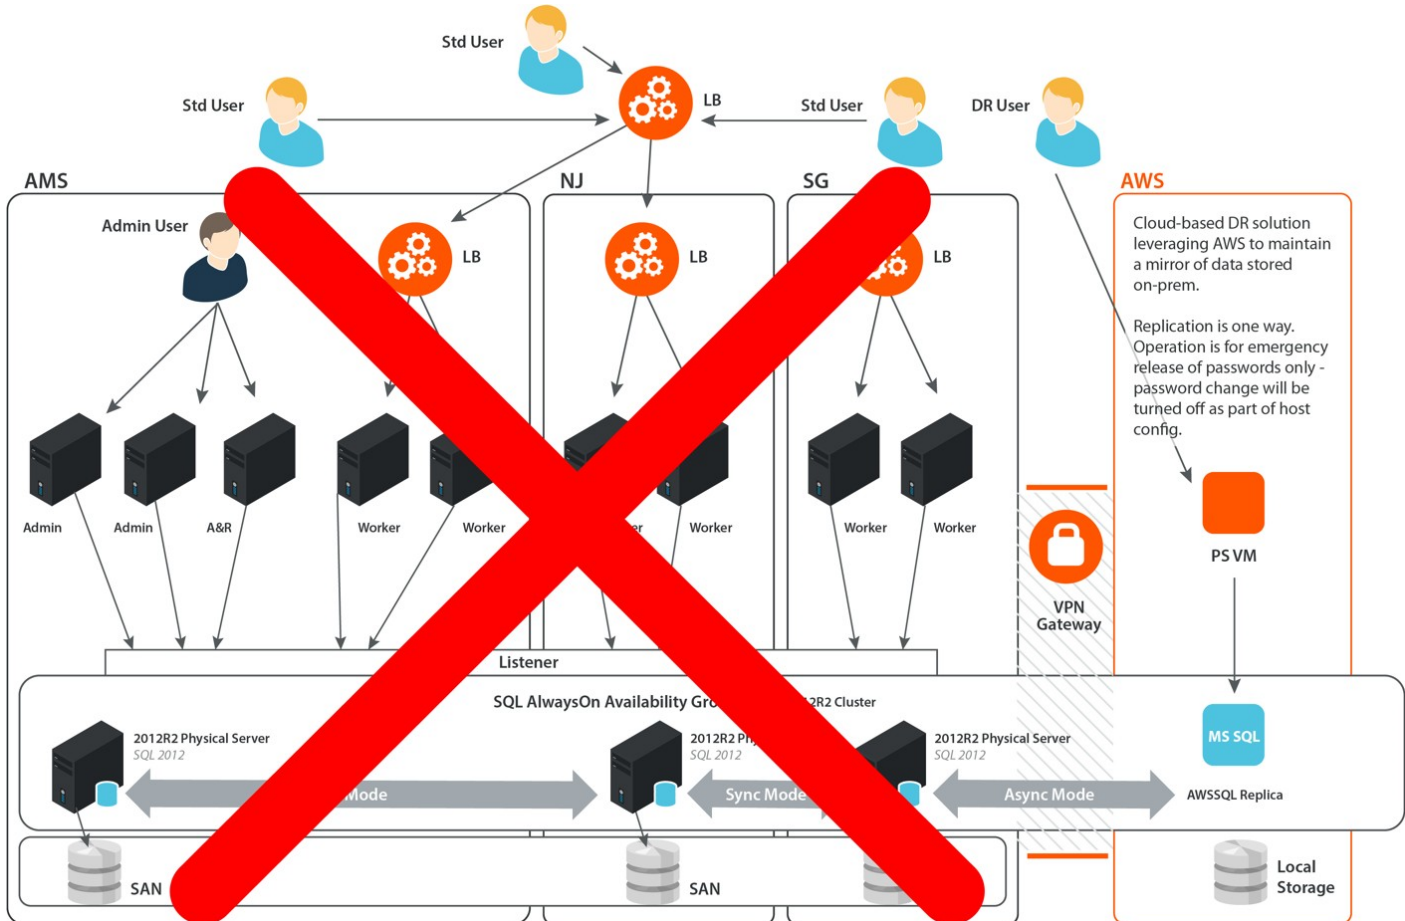 Std User
LB
Std User
Std User
DR User
AMS
NJ
SG
AWS
Admin User
LB
LB
LB
Cloud-based DR solution
leveraging AWS to maintain
a mirror of data stored
on-prem.
Replication is one way.
Operation is for emergency
release of passwords only -
password change will be
turned off as part of host
config.
Admin
Admin
A&R
Worker
Worker
Worker
Worker
Worker
PS VM
VPN
Gateway
Listener
SQL AlwaysOn Availability
Cluster
2012R2 Physical Server
SQL 2012
2012R2
SQL 2012
2012R2 Physical Server
SQL 2012
MS SQL
Mode
Sync Mode
Async Mode
AWSSQL Replica
SAN
SAN
Local
Storage